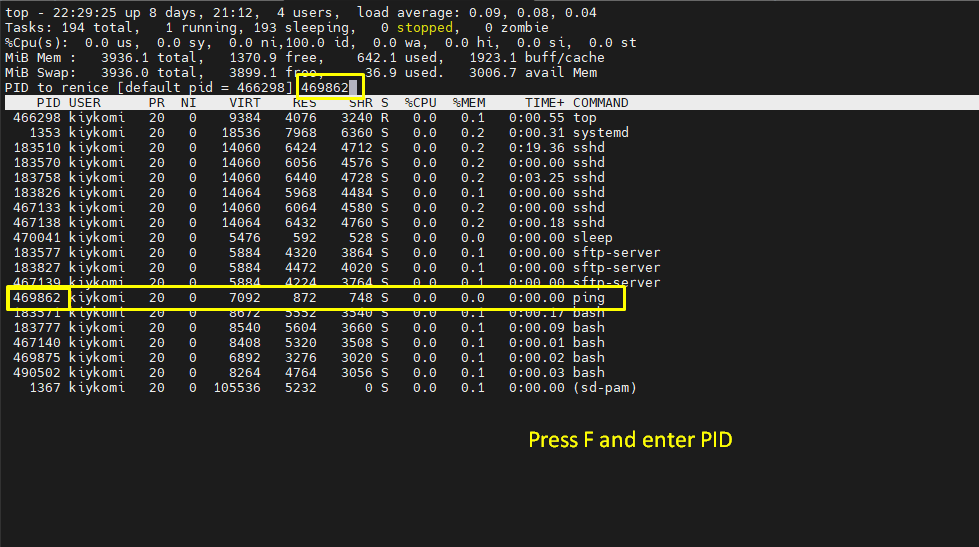 top - 22:29:25 up 8 days, 21:12,  4 users,  load average: 0.09, 0.08, 0.04
Tasks: 194 total,   1 running, 193 sleeping,   0 stopped,   0 zombie
%Cpu(s):  0.0 us,  0.0 sy,  0.0 ni,100.0 id,  0.0 wa,  0.0 hi,  0.0 si,  0.0 st
MiB Mem :   3936.1 total,   1370.9 free,    642.1 used,   1923.1 buff/cache
MiB Swap:   3936.0 total,   3899.1 free,     36.9 used.   3006.7 avail Mem
PID to renice [default pid = 466298] 469862
PID USER PR NI VIRT RES SHR S %CPU %MEM TIME+ COMMAND
466298 kiykomi 20 0 9384 4076 3240 R 0.0 0.1 0:00.55 top
1353 kiykomi 20 0 18536 7968 6360 S 0.0 0.2 0:00.31 systemd
183510 kiykomi 20 0 14060 6424 4712 S 0.0 0.2 0:19.36 sshd
183570 kiykomi 20 0 14060 6056 4576 S 0.0 0.2 0:00.00 sshd
183758 kiykomi 20 0 14060 6440 4728 S 0.0 0.2 0:03.25 sshd
183826 kiykomi 20 0 14064 5968 4484 S 0.0 0.1 0:00.00 sshd
467133 kiykomi 20 0 14060 6064 4580 S 0.0 0.2 0:00.00 sshd
467138 kiykomi 20 0 14064 6432 4760 S 0.0 0.2 0:00.18 sshd
470041 kiykomi 20 0 5476 592 528 S 0.0 0.0 0:00.00 sleep
183577 kiykomi 20 0 5884 4320 3864 S 0.0 0.1 0:00.00 sftp-server
183827 kiykomi 20 0 5884 4472 4020 S 0.0 0.1 0:00.00 sftp-server
467139 kiykomi 20 0 5884 4224 3764 S 0.0 0.1 0:00.00 sftp-server
469862 kiykomi 20 0 7092 872 748 S 0.0 0.0 0:00.00 ping
183571 kiykomi 20 0 8672 5552 3540 S 0.0 0.1 0:00.17 bash
183777 kiykomi 20 0 8540 5604 3660 S 0.0 0.1 0:00.09 bash
467140 kiykomi 20 0 8408 5320 3508 S 0.0 0.1 0:00.01 bash
469875 kiykomi 20 0 6892 3276 3020 S 0.0 0.1 0:00.02 bash
490502 kiykomi 20 0 8264 4764 3056 S 0.0 0.1 0:00.03 bash
1367 kiykomi 20 0 105536 5232 0 S 0.0 0.1 0:00.00 (sd-pam)
Press F and enter PID